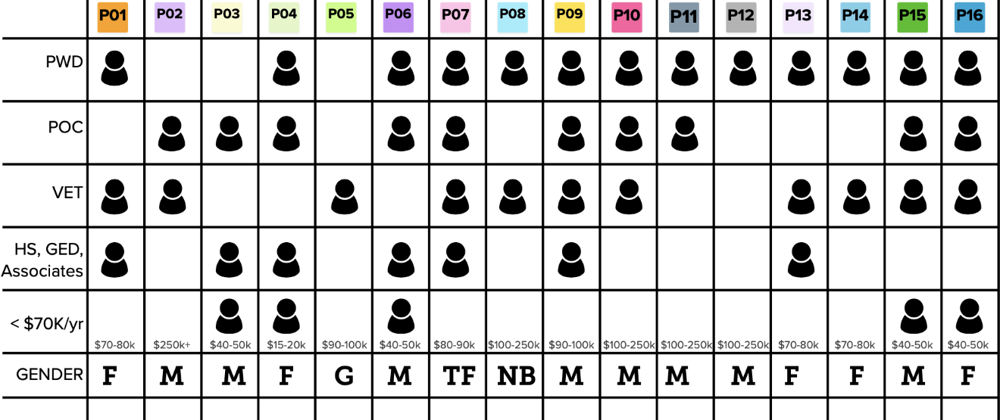 P01 P02 P03 P04 P05 P06 P07 P08 P09 P10 P11 P12 P13 P14 P15 P16
PWD
POC
VET
HS, GED,
Associates
< $70K/yr
$70-80k $250k+ $40-50k $15-20k $90-100k $40-50k $80-90k $100-250k $90-100k $100-250k $100-250k $100-250k $70-80k $70-80k $40-50k $40-50k
GENDER F M M F G M TF NB M M M M F F M F